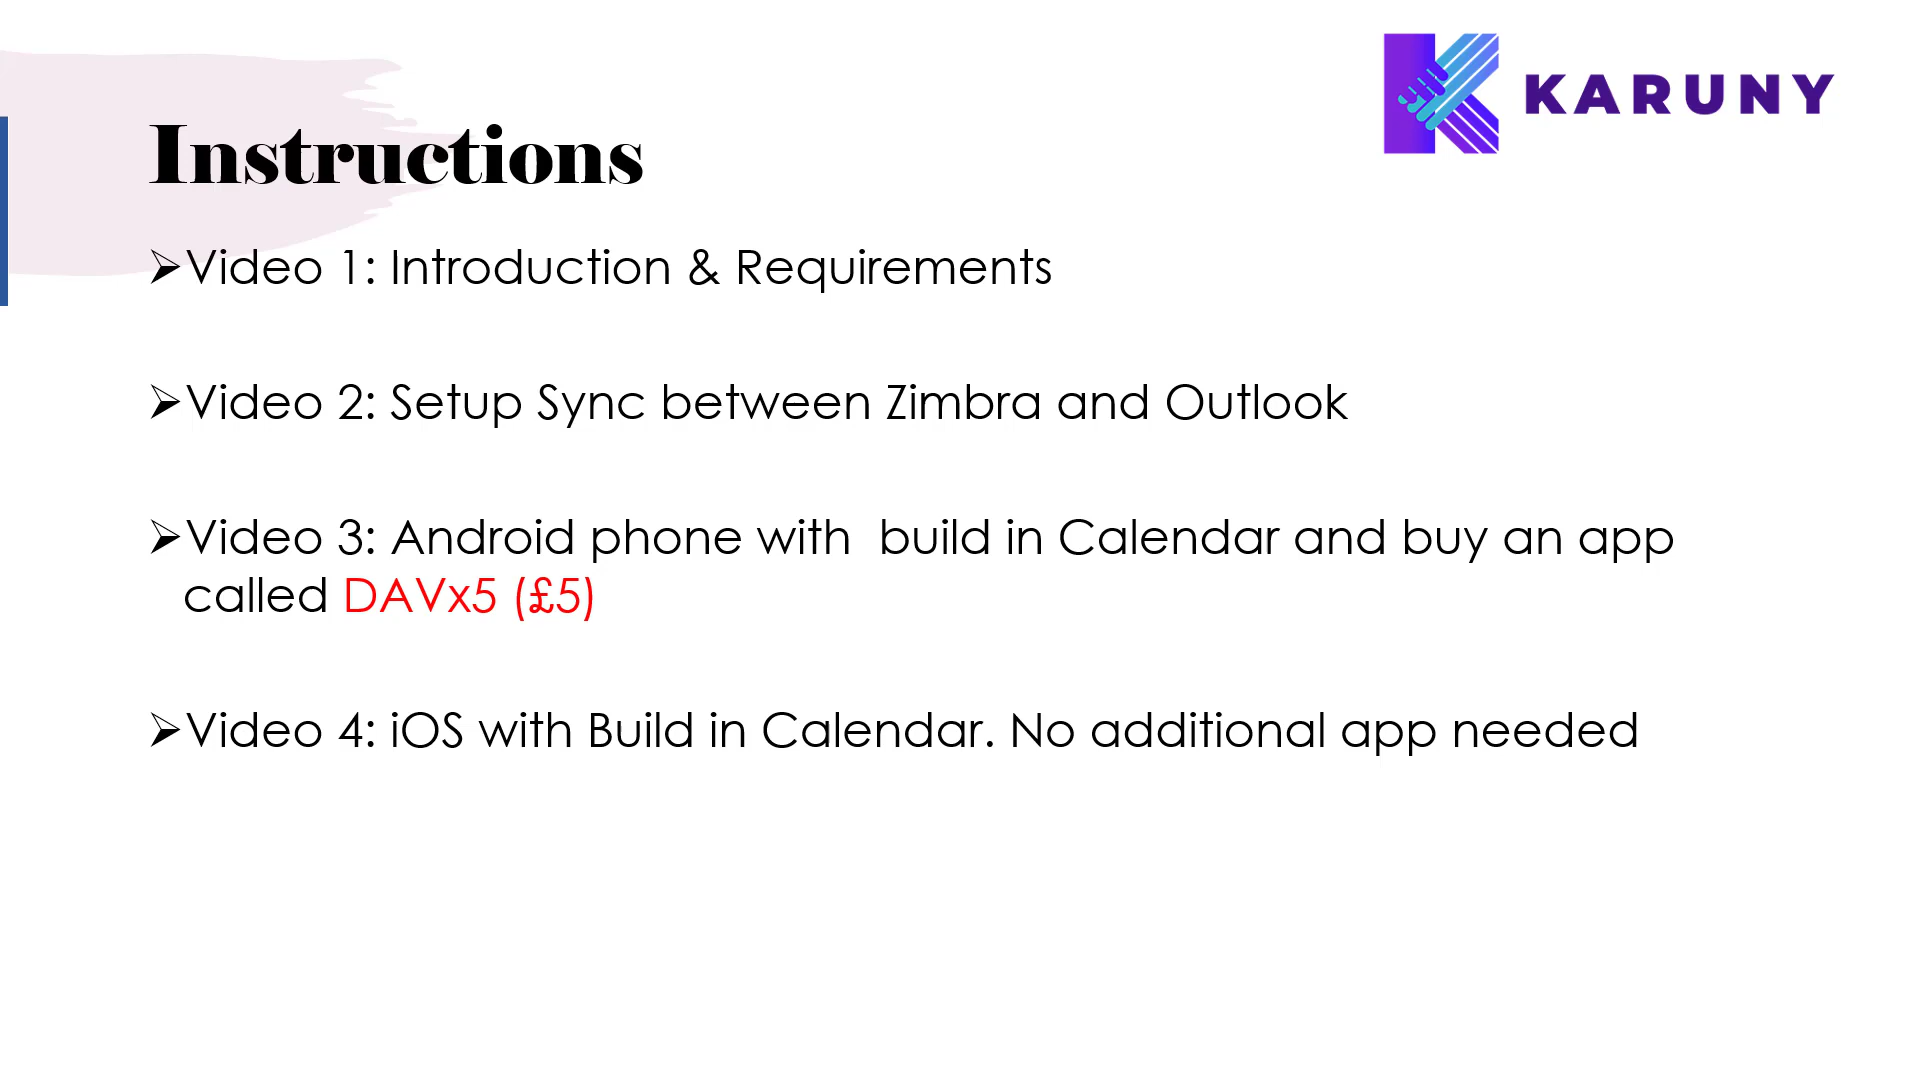 KARUNY
Instructions
➢Video 1: Introduction & Requirements
➢Video 2: Setup Sync between Zimbra and Outlook
➢Video 3: Android phone with  build in Calendar and buy an app
called DAVx5 (£5)
➢Video 4: iOS with Build in Calendar. No additional app needed